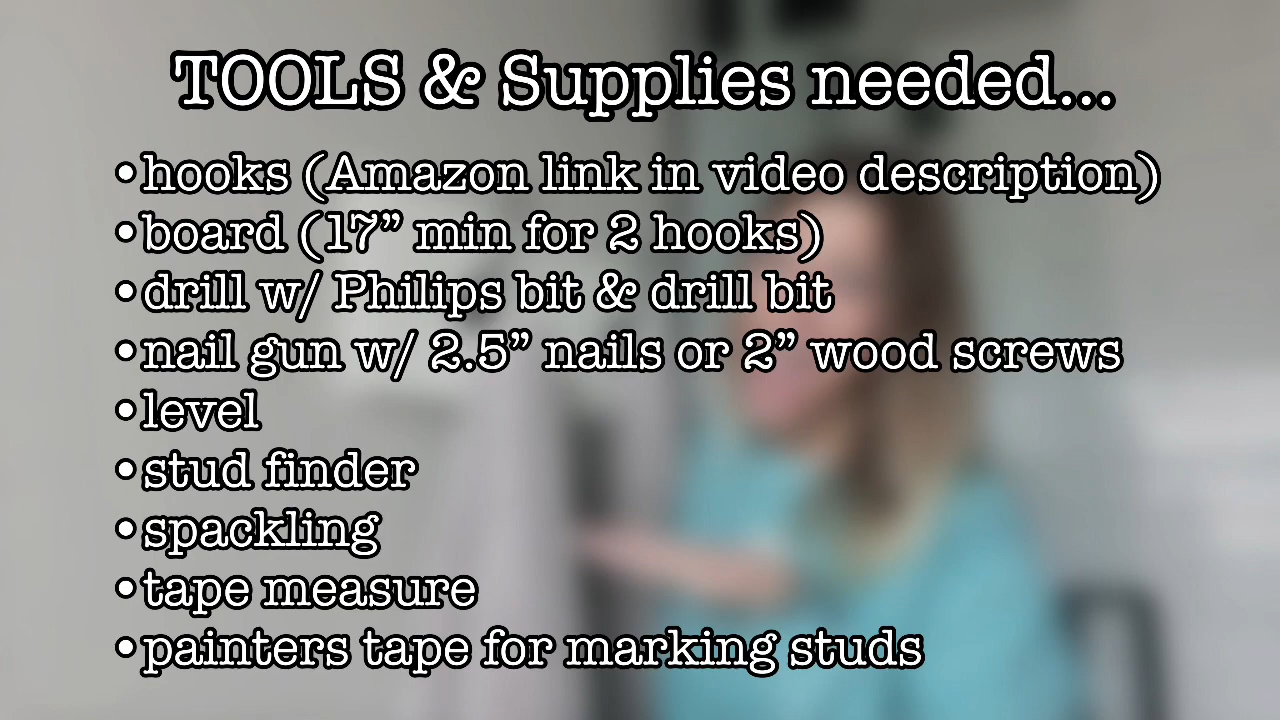 TOOLS & Supplies needed...
•hooks (Amazon link in video description)
•board (17” min for 2 hooks)
•drill w/ Philips bit & drill bit
•nail gun w/ 2.5” nails or 2” wood screws
•level
•stud finder
•spackling
•tape measure
•painters tape for marking studs